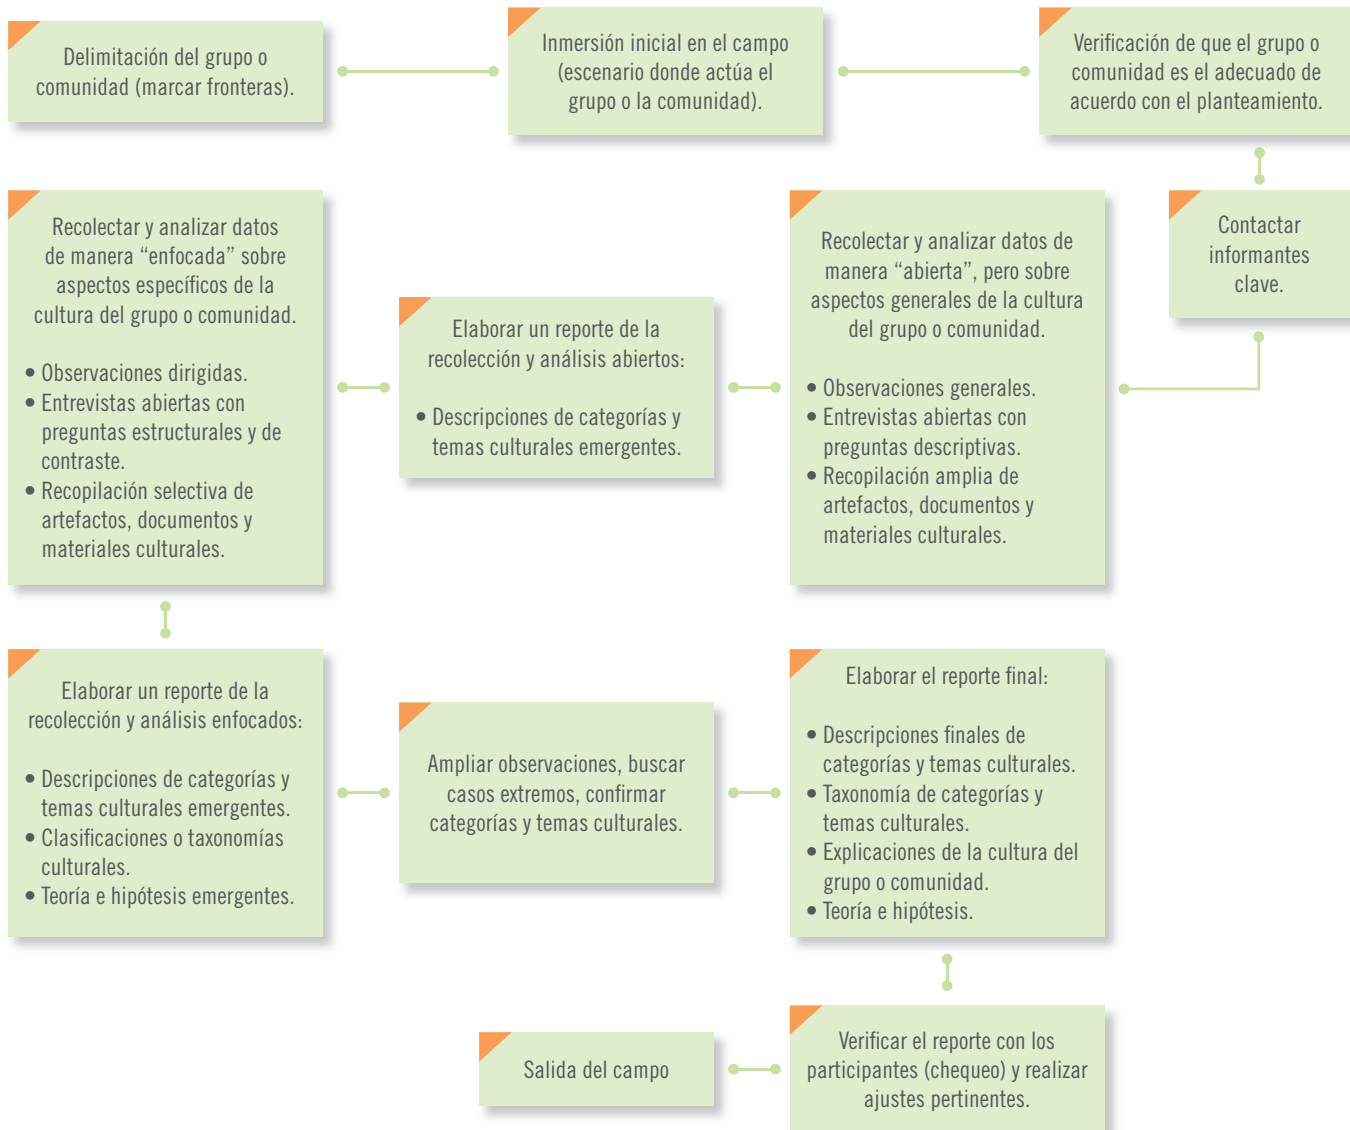 Delimitación del grupo o
comunidad (marcar fronteras).
Inmersión inicial en el campo
(escenario donde actúa el
grupo o la comunidad).
Verificación de que el grupo o
comunidad es el adecuado de
acuerdo con el planteamiento.
Contactar
informantes
clave.
Recolectar y analizar datos de
manera “abierta”, pero sobre
aspectos generales de la cultura
del grupo o comunidad.
• Observaciones generales.
• Entrevistas abiertas con
preguntas descriptivas.
• Recopilación amplia de
artefactos, documentos y
materiales culturales.
Elaborar un reporte de la
recolección y análisis abiertos:
• Descripciones de categorías y
temas culturales emergentes.
Recolectar y analizar datos
de manera “enfocada” sobre
aspectos específicos de la
cultura del grupo o comunidad.
• Observaciones dirigidas.
• Entrevistas abiertas con
preguntas estructurales y de
contraste.
• Recopilación selectiva de
artefactos, documentos y
materiales culturales.
Elaborar un reporte de la
recolección y análisis enfocados:
• Descripciones de categorías y
temas culturales emergentes.
• Clasificaciones o taxonomías
culturales.
• Teoría e hipótesis emergentes.
Ampliar observaciones, buscar
casos extremos, confirmar
categorías y temas culturales.
Elaborar el reporte final:
• Descripciones finales de
categorías y temas culturales.
• Taxonomía de categorías y
temas culturales.
• Explicaciones de la cultura del
grupo o comunidad.
• Teoría e hipótesis.
Verificar el reporte con los
participantes (chequeo) y realizar
ajustes pertinentes.
Salida del campo